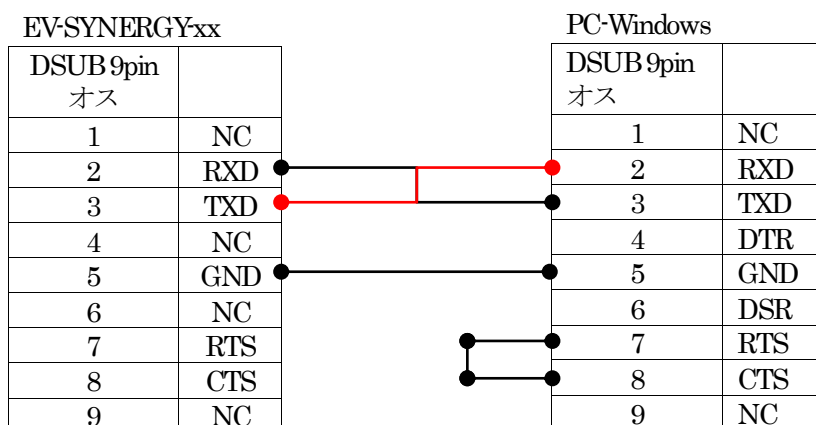 EV-SYNERGY-xx
DSUB 9pin
オス
1 NC
2 RXD
3 TXD
4 NC
5 GND
6 NC
7 RTS
8 CTS
9 NC
PC-Windows
DSUB 9pin
オス
1 NC
2 RXD
3 TXD
4 DTR
5 GND
6 DSR
7 RTS
8 CTS
9 NC